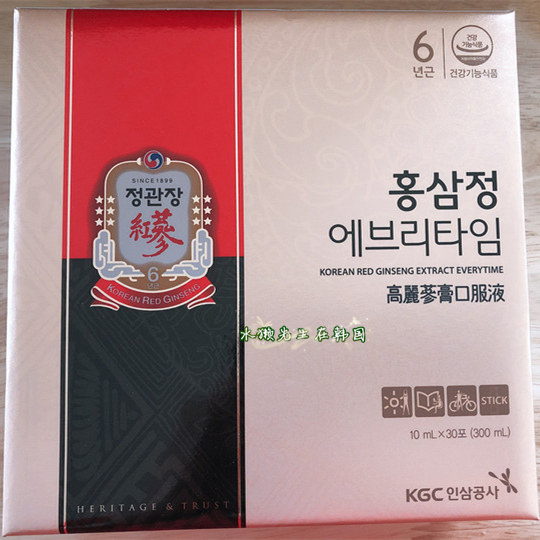 6
년근
건강
기능식품
건강기능식품
SINCE 1899
정관장
紅蔘
6
년근
KOREAN RED GINSENG
홍삼정
에브리타임
KOREAN RED GINSENG EXTRACT EVERYTIME
高麗蔘膏口服液
水獭先生在韩国
STICK
10 mL×30포 (300 mL)
HERITAGE & TRUST
KGC 인삼공사